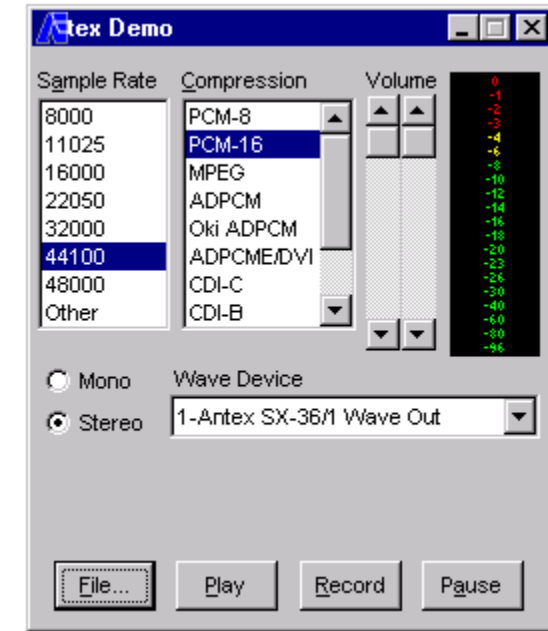 Antex Demo
Sample Rate
8000
11025
16000
22050
32000
44100
48000
Other
Compression
PCM-8
PCM-16
MPEG
ADPCM
Oki ADPCM
ADPCME/DVI
CDI-C
CDI-B
Volume
0
-1
-2
-3
-4
-6
-8
-10
-12
-14
-16
-18
-20
-23
-26
-30
-40
-60
-80
-96
Mono
Stereo
Wave Device
1-Antex SX-36/1 Wave Out
File...
Play
Record
Pause